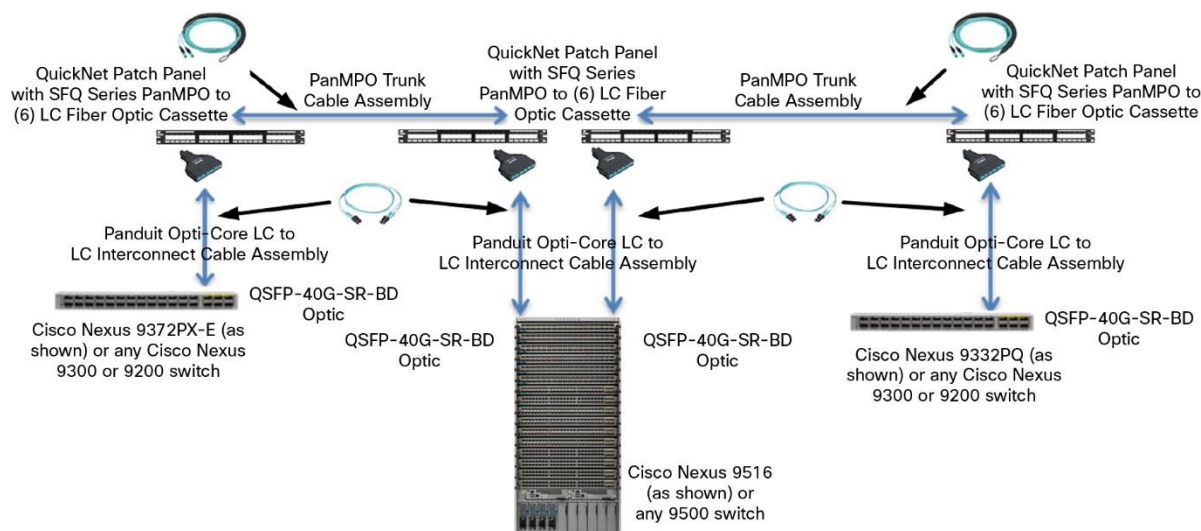 QuickNet Patch Panel
with SFQ Series
PanMPO to
(6) LC Fiber Optic Cassette
PanMPO Trunk
Cable Assembly
QuickNet Patch Panel
with SFQ Series
PanMPO to (6) LC Fiber
Optic Cassette
PanMPO Trunk
Cable Assembly
QuickNet Patch Panel
with SFQ Series PanMPO to
(6) LC Fiber Optic Cassette
Panduit Opti-Core LC to
LC Interconnect Cable Assembly
Panduit Opti-Core LC to
LC Interconnect Cable Assembly
Panduit Opti-Core LC to
LC Interconnect Cable Assembly
QSFP-40G-SR-BD
Optic
Cisco Nexus 9372PX-E (as
shown) or any Cisco Nexus
9300 or 9200 switch
QSFP-40G-SR-BD
Optic
QSFP-40G-SR-BD
Optic
QSFP-40G-SR-BD
Optic
Cisco Nexus 9332PQ (as
shown) or any Cisco Nexus
9300 or 9200 switch
Cisco Nexus 9516
(as shown) or
any 9500 switch